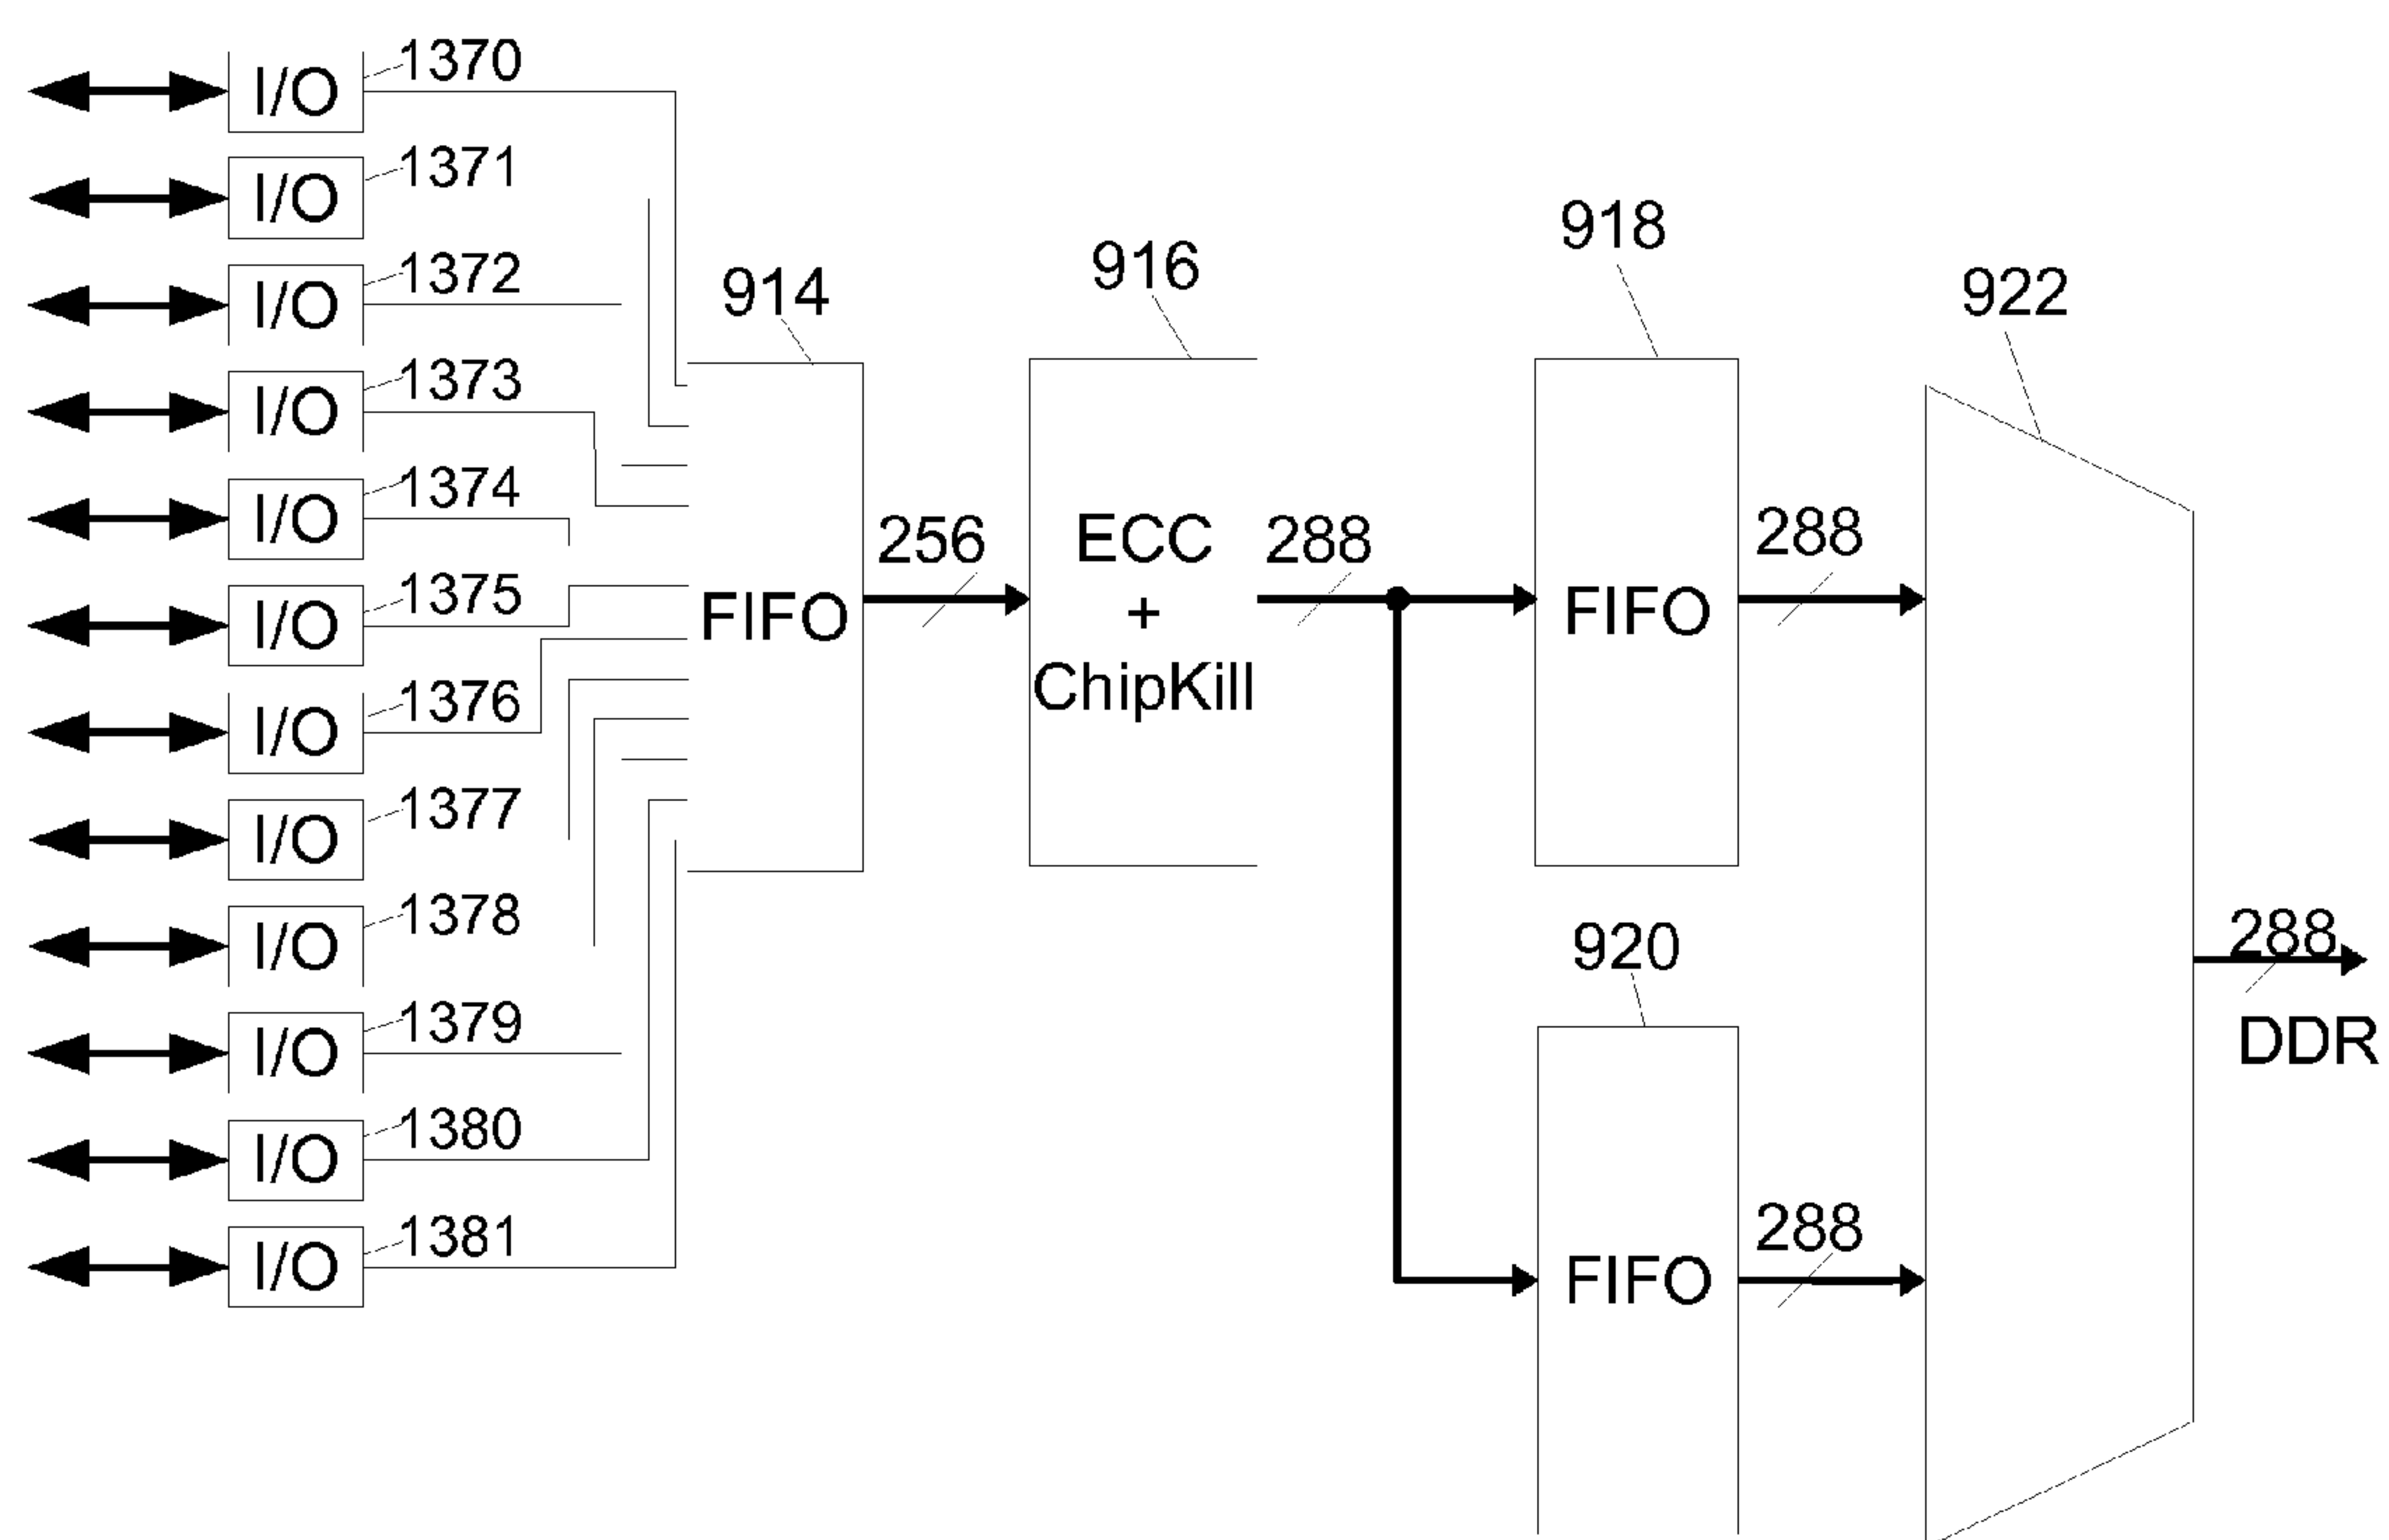 I/O 1370
I/O 1371
I/O 1372
I/O 1373
I/O 1374
I/O 1375
I/O 1376
I/O 1377
I/O 1378
I/O 1379
I/O 1380
I/O 1381
914
FIFO
256
916
ECC
+
ChipKill
288
918
FIFO
288
920
FIFO
288
922
288
DDR